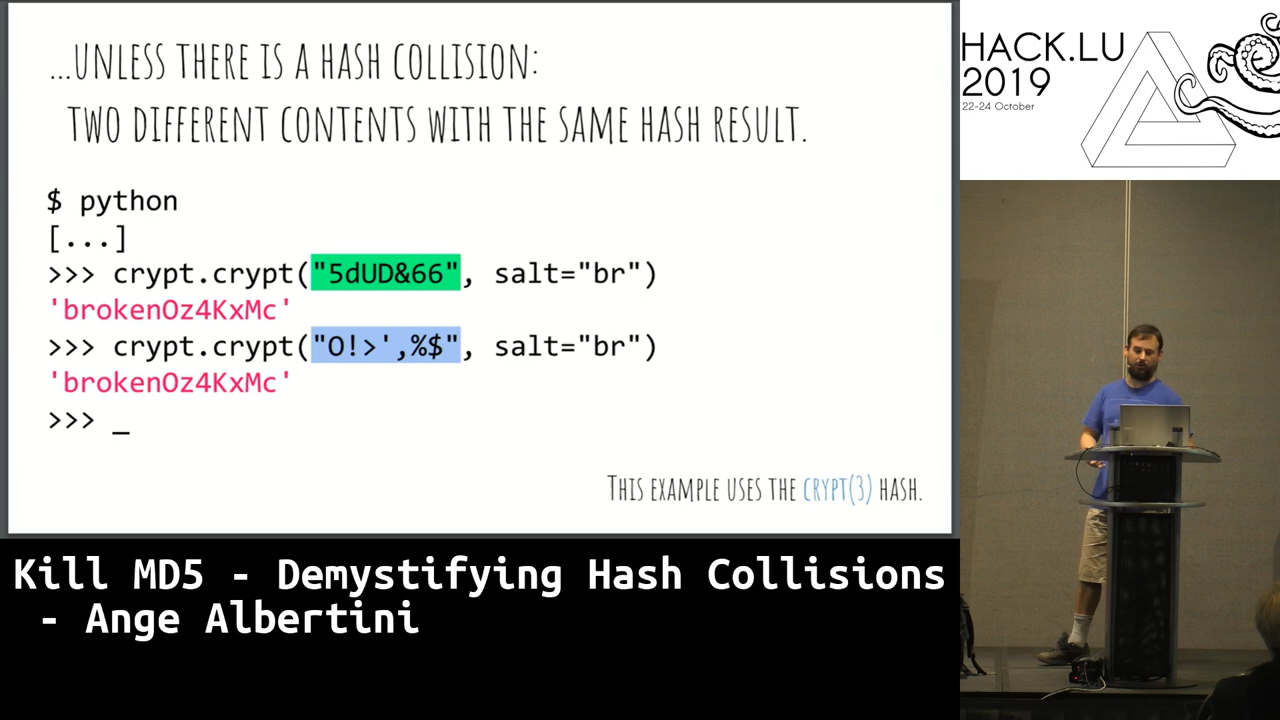 ...UNLESS THERE IS A HASH COLLISION:
TWO DIFFERENT CONTENTS WITH THE SAME HASH RESULT.
$ python
[...]
>>> crypt.crypt("5dUD&66", salt="br")
'brokenOz4KxMc'
>>> crypt.crypt("O!>',%$", salt="br")
'brokenOz4KxMc'
>>> _
THIS EXAMPLE USES THE CRYPT(3) HASH.
HACK.LU
2019
22-24 October
Kill MD5 - Demystifying Hash Collisions
- Ange Albertini